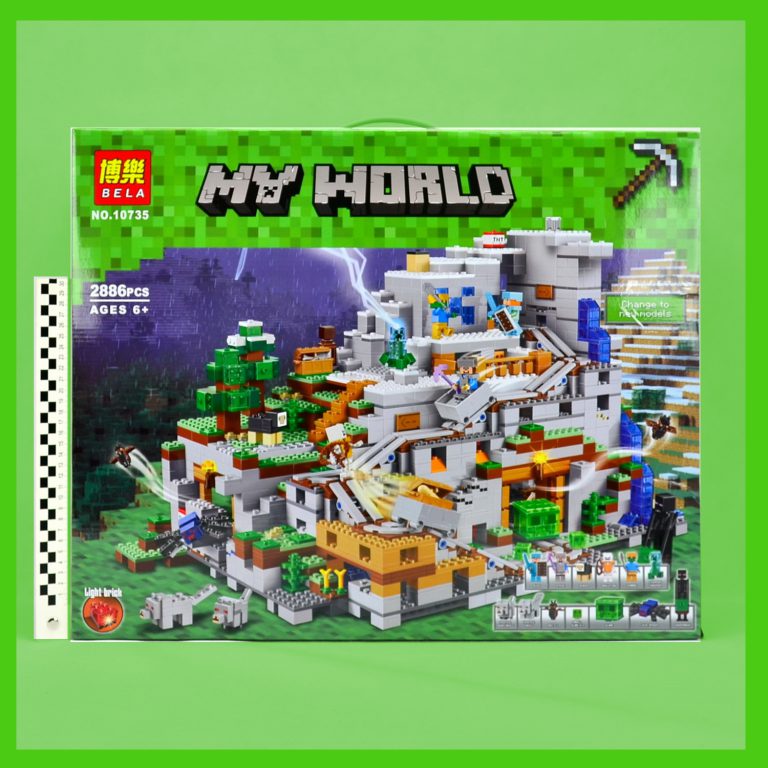 博樂
BELA
NO.10735
MY WORLD
2886PCS
AGES 6+
TNT
Change to
new models
Light brick